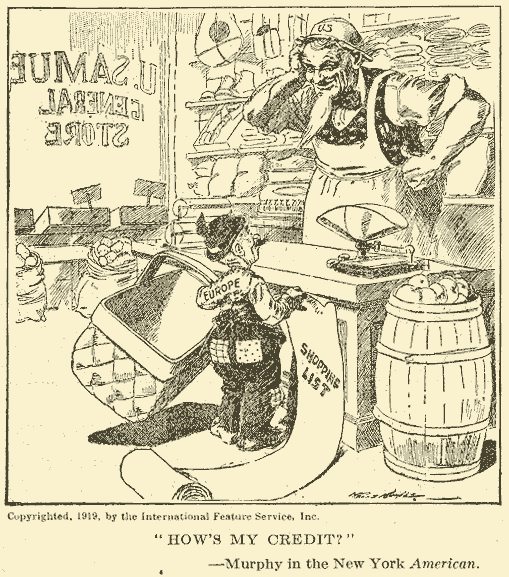 US
U. SAMUEL
GENERAL
STORE
EUROPE
SHOPPING
LIST
Copyrighted, 1919, by the International Feature Service, Inc.
"HOW'S MY CREDIT?"
—Murphy in the New York American.